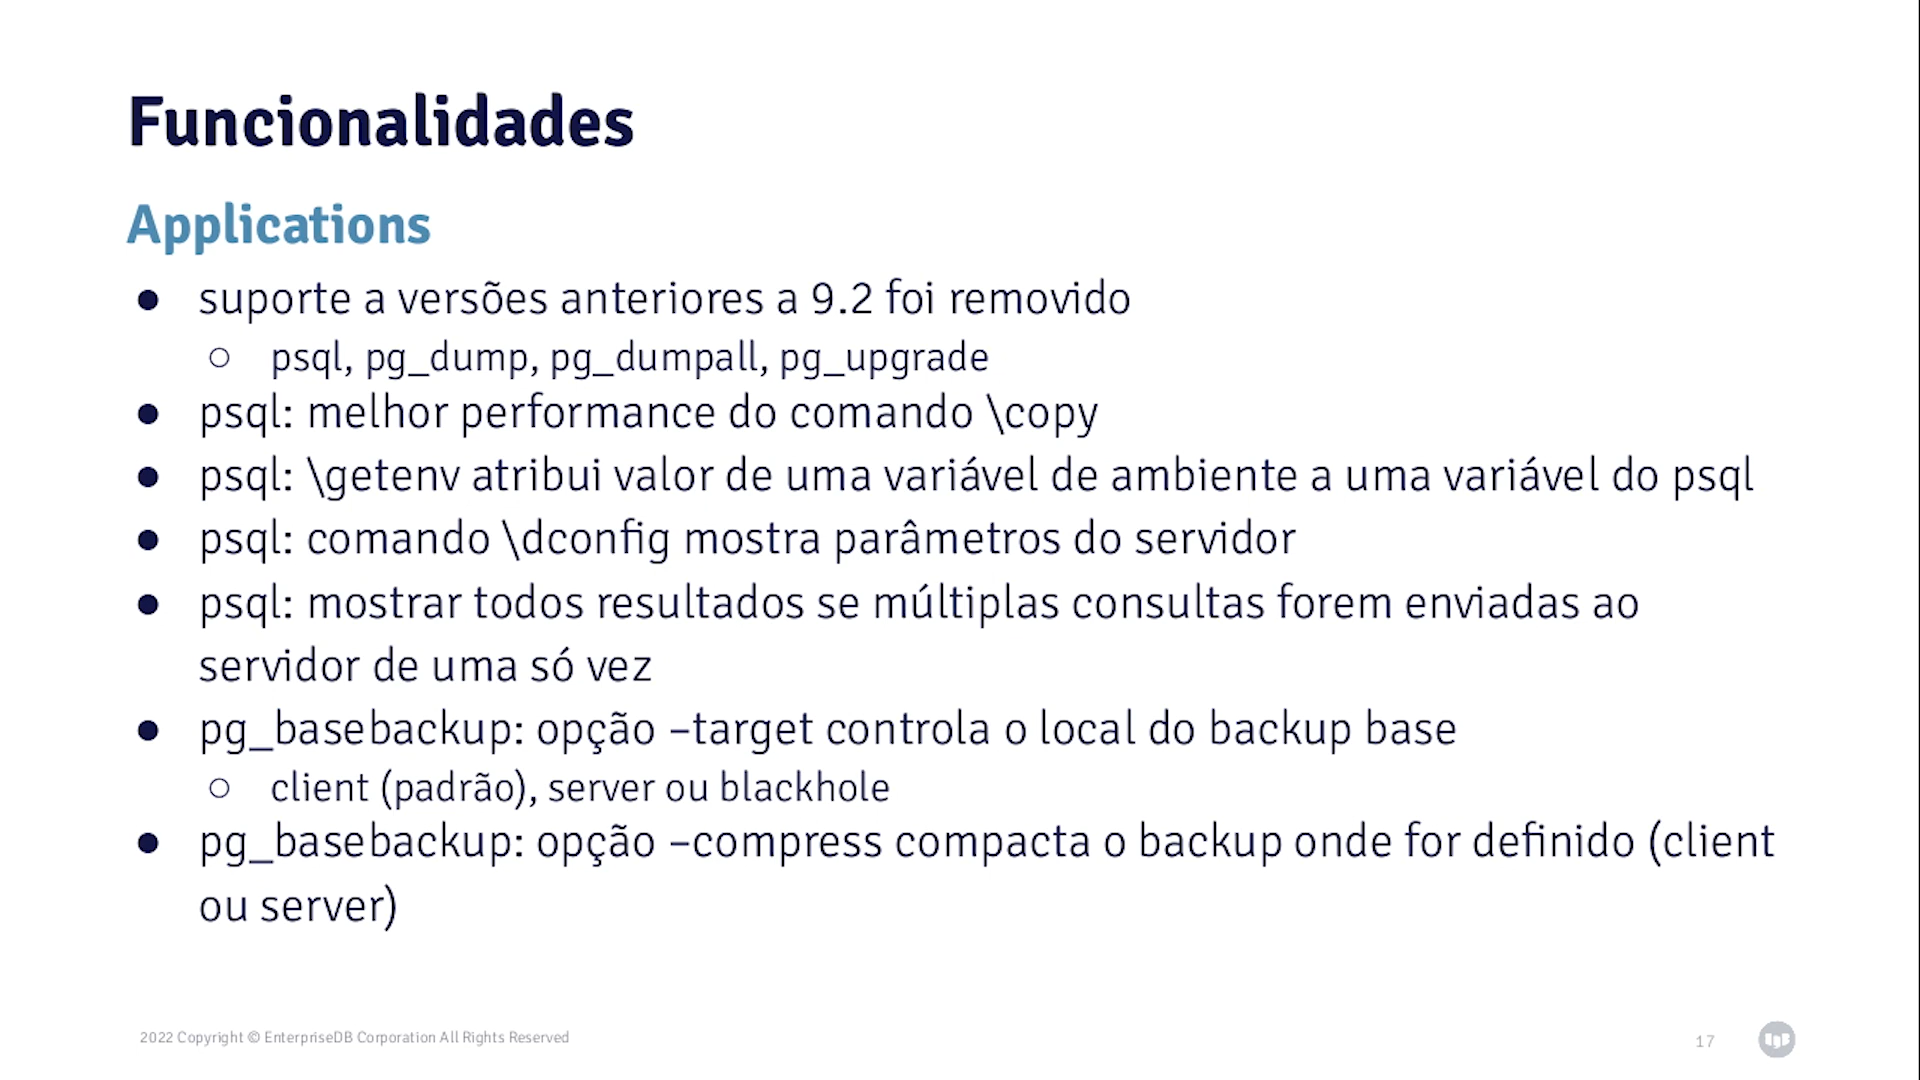 Funcionalidades
Applications
● suporte a versões anteriores a 9.2 foi removido
○ psql, pg_dump, pg_dumpall, pg_upgrade
● psql: melhor performance do comando \copy
● psql: \getenv atribui valor de uma variável de ambiente a uma variável do psql
● psql: comando \dconfig mostra parâmetros do servidor
● psql: mostrar todos resultados se múltiplas consultas forem enviadas ao
servidor de uma só vez
● pg_basebackup: opção –target controla o local do backup base
○ client (padrão), server ou blackhole
● pg_basebackup: opção –compress compacta o backup onde for definido (client
ou server)
2022 Copyright © EnterpriseDB Corporation All Rights Reserved
17